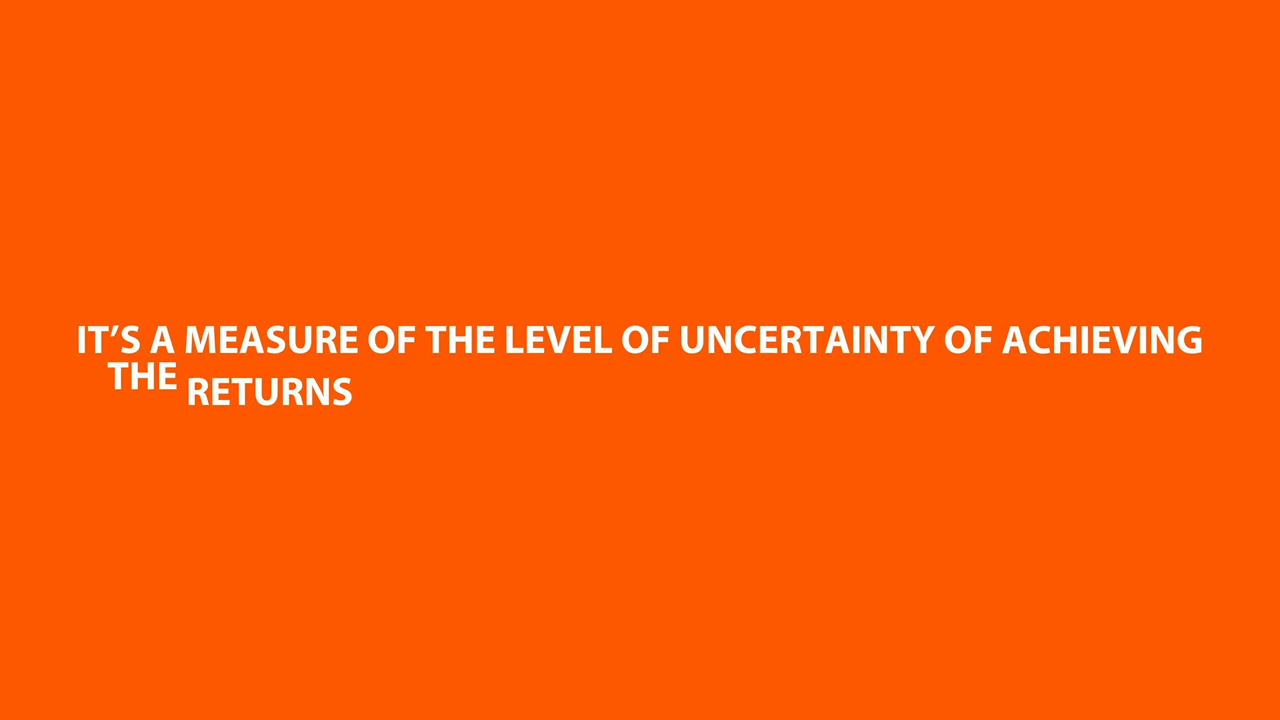 IT’S A MEASURE OF THE LEVEL OF UNCERTAINTY OF ACHIEVING
THE RETURNS